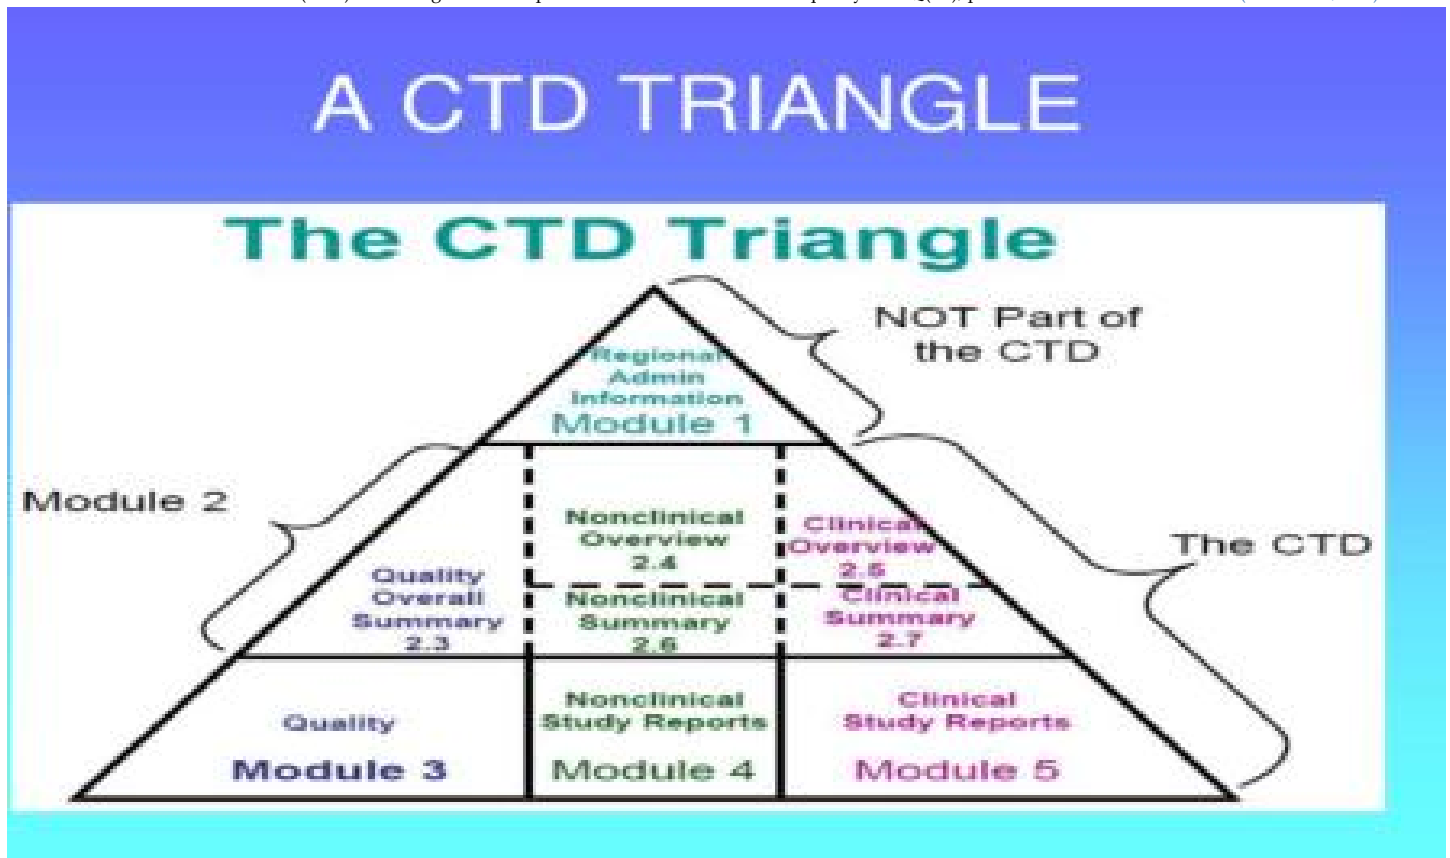 A CTD TRIANGLE
The CTD Triangle
NOT Part of
the CTD
Regional
Admin
Information
Module 1
Module 2
The CTD
Quality
Overall
Summary
2.3
Nonclinical
Overview
2.4
Nonclinical
Summary
2.6
Clinical
Overview
2.5
Clinical
Summary
2.7
Quality
Module 3
Nonclinical
Study Reports
Module 4
Clinical
Study Reports
Module 5